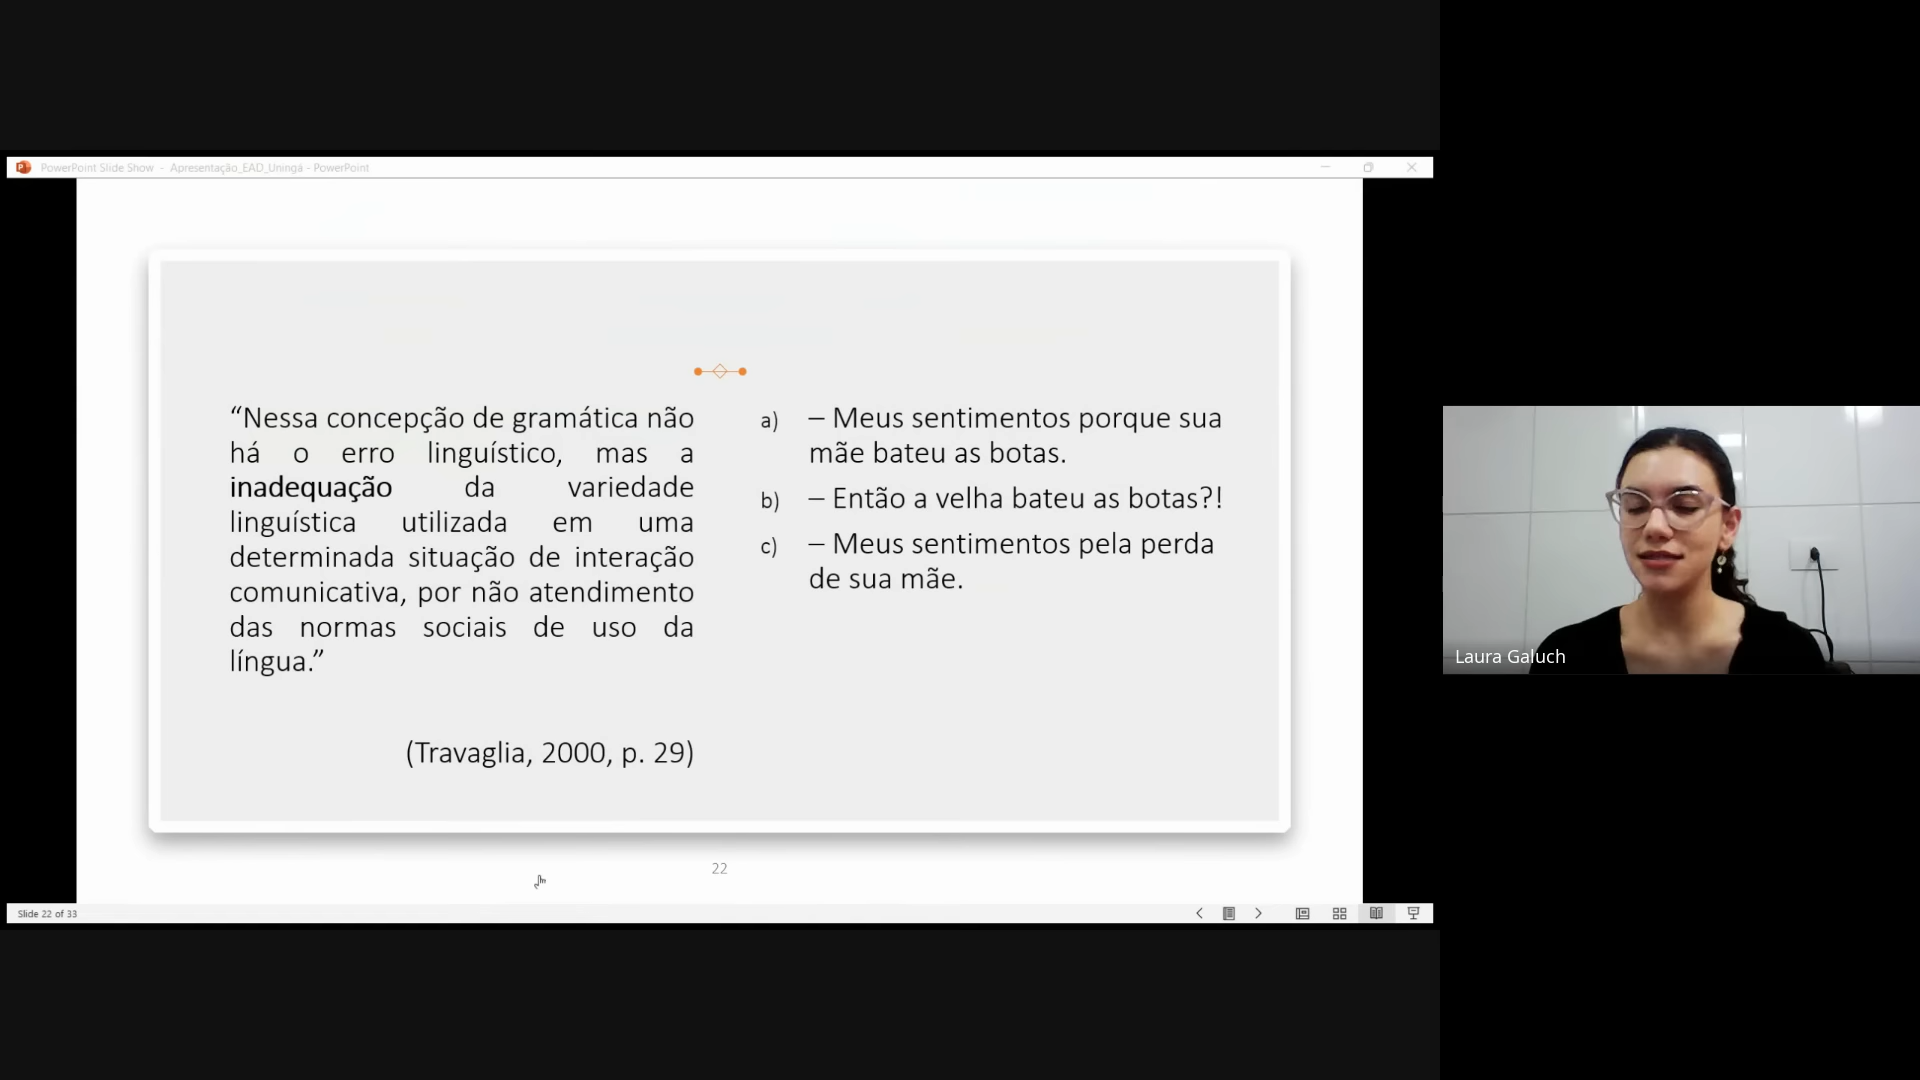 PowerPoint Slide Show - Apresentação_EAD_Uningá - PowerPoint
“Nessa concepção de gramática não
há o erro linguístico, mas a
inadequação da variedade
linguística utilizada em uma
determinada situação de interação
comunicativa, por não atendimento
das normas sociais de uso da
língua.”
(Travaglia, 2000, p. 29)
a) – Meus sentimentos porque sua
mãe bateu as botas.
b) – Então a velha bateu as botas?!
c) – Meus sentimentos pela perda
de sua mãe.
22
Slide 22 of 33
Laura Galuch